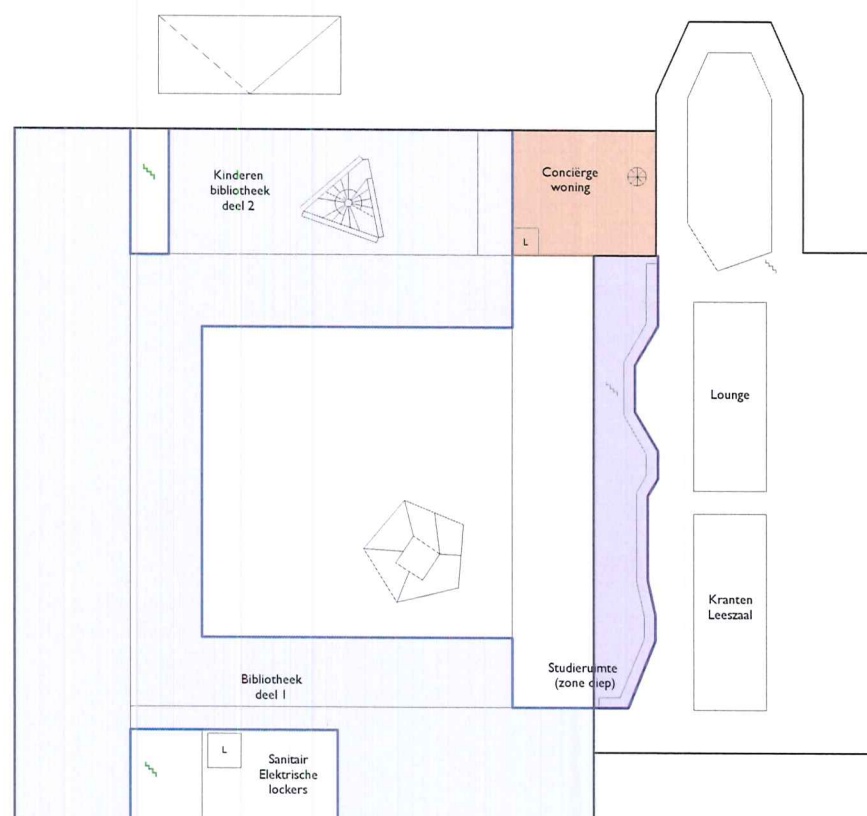 Kinderen
bibliotheek
deel 2
Conciërge
woning
L
Lounge
Kranten
Leeszaal
Studieruimte
(zone diep)
Bibliotheek
deel 1
L
Sanitair
Elektrische
lockers